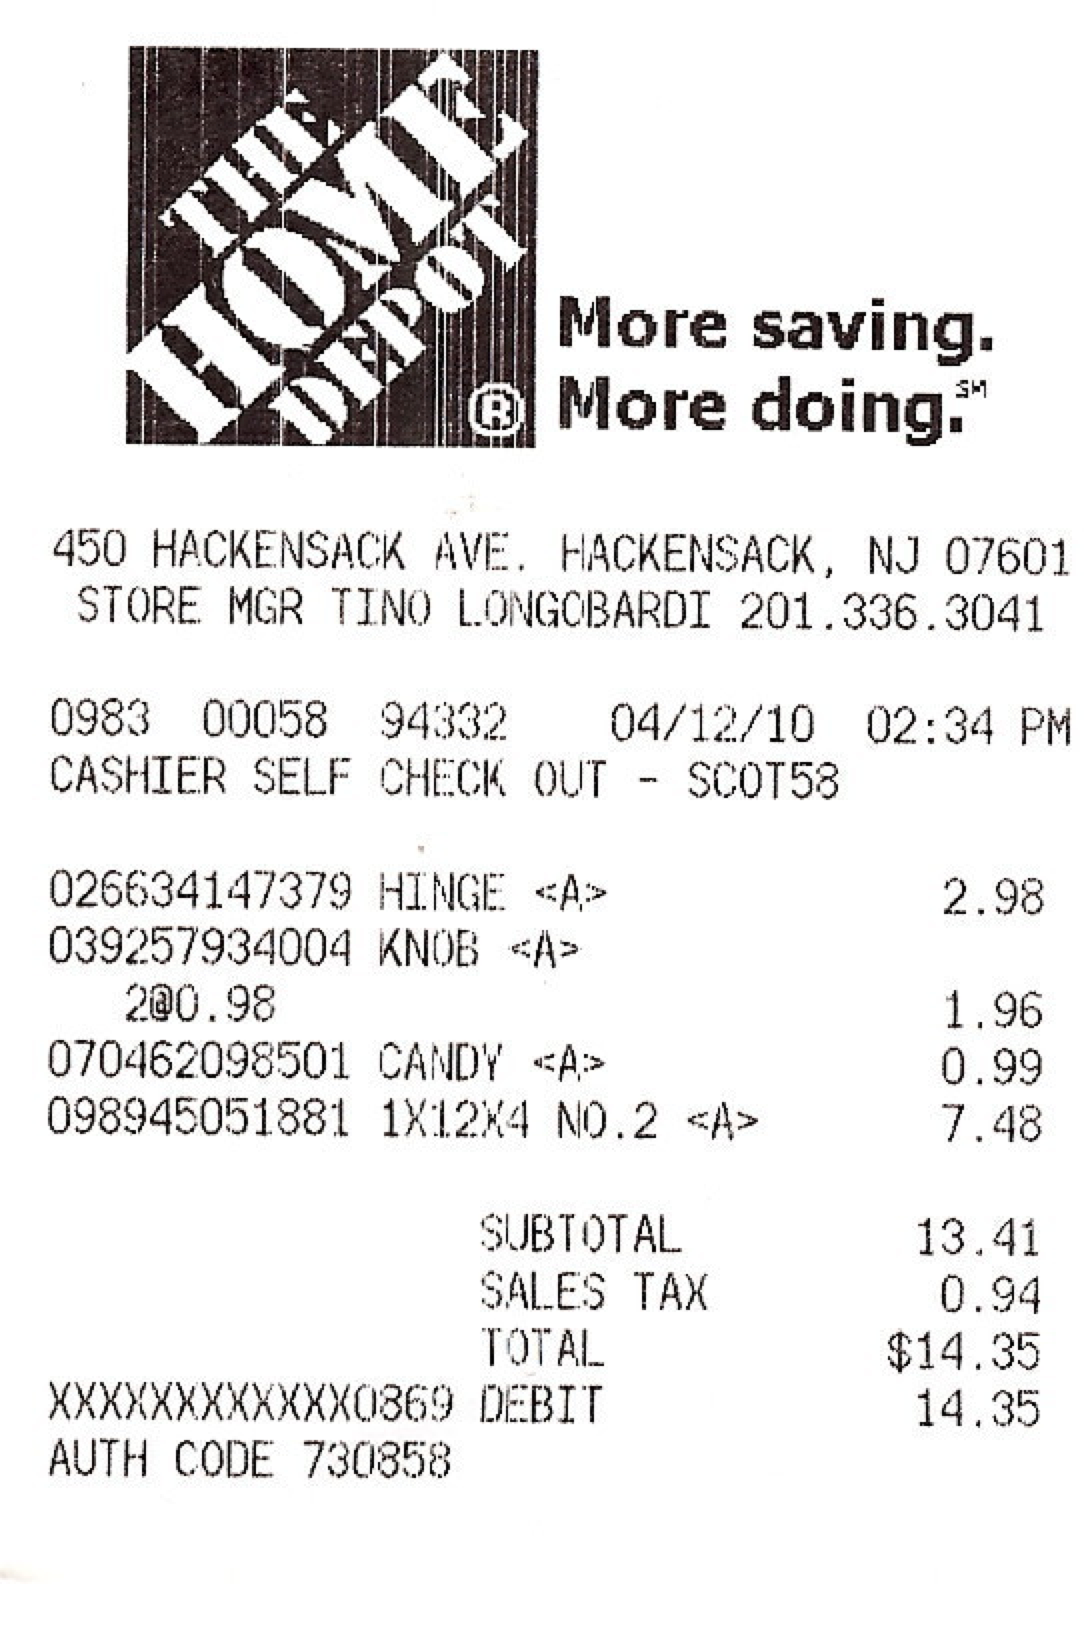 THE
HOME
DEPOT
®
More saving.
More doing.℠
450 HACKENSACK AVE. HACKENSACK, NJ 07601
STORE MGR TINO LONGOBARDI 201.336.3041
0983 00058 94332 04/12/10 02:34 PM
CASHIER SELF CHECK OUT - SCOT58
026634147379 HINGE <A> 2.98
039257934004 KNOB <A>
2@0.98 1.96
070462098501 CANDY <A> 0.99
098945051881 1X12X4 NO.2 <A> 7.48
SUBTOTAL 13.41
SALES TAX 0.94
TOTAL $14.35
XXXXXXXXXXXX0869 DEBIT 14.35
AUTH CODE 730858